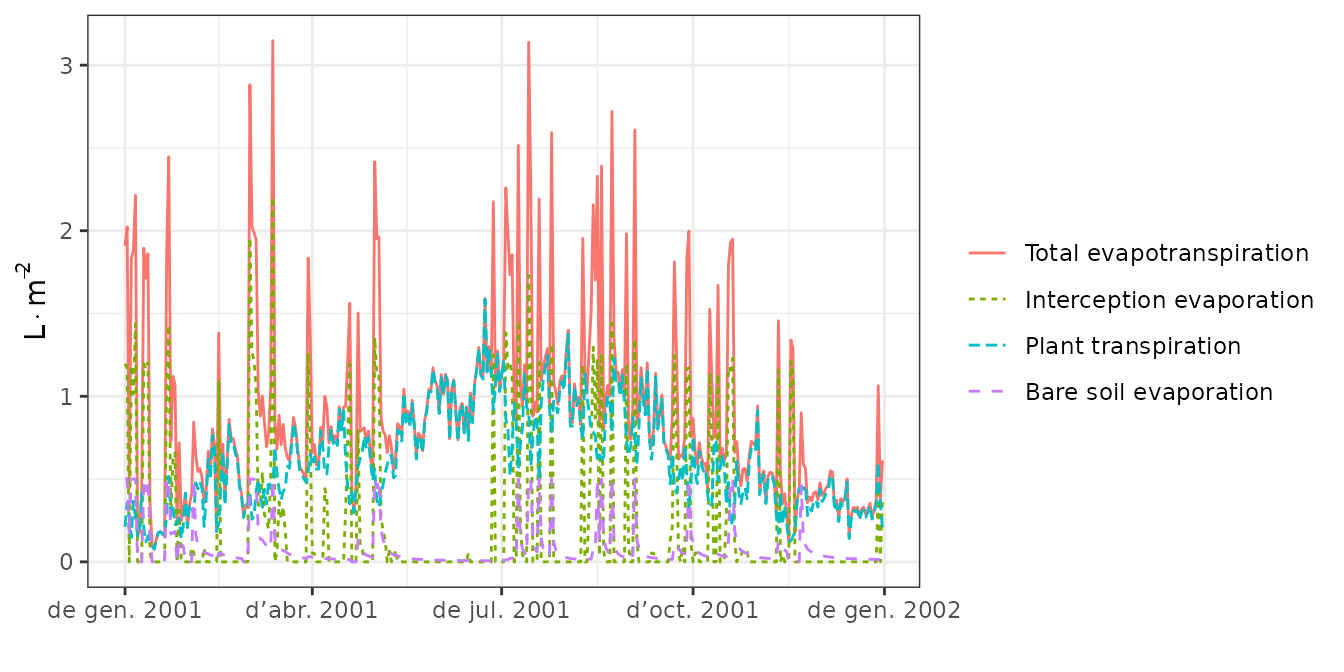 L · m⁻²
3
2
1
0
de gen. 2001
d’abr. 2001
de jul. 2001
d’oct. 2001
de gen. 2002
Total evapotranspiration
Interception evaporation
Plant transpiration
Bare soil evaporation